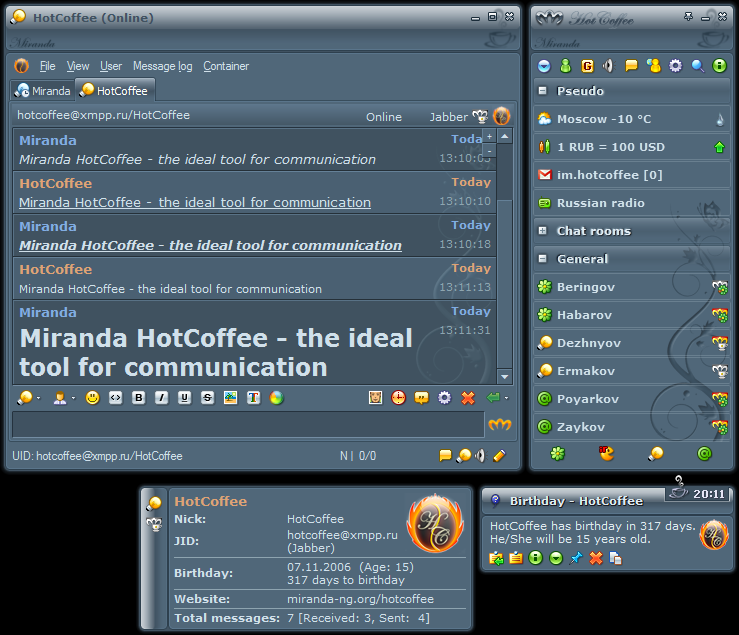 HotCoffee (Online)
Miranda
File View User Message log Container
Miranda HotCoffee
hotcoffee@xmpp.ru/HotCoffee Online Jabber
Miranda Today
Miranda HotCoffee - the ideal tool for communication 13:10:03
HotCoffee Today
Miranda HotCoffee - the ideal tool for communication 13:10:10
Miranda Today
Miranda HotCoffee - the ideal tool for communication 13:10:18
HotCoffee Today
Miranda HotCoffee - the ideal tool for communication 13:11:13
Miranda Today
Miranda HotCoffee - the ideal 13:11:31
tool for communication
B I U S T
UID: hotcoffee@xmpp.ru/HotCoffee N | 0/0
Hot Coffee
Miranda
Pseudo
Moscow -10 °C
1 RUB = 100 USD
im.hotcoffee [0]
Russian radio
Chat rooms
General
Beringov
Habarov
Dezhnyov
Ermakov
Poyarkov
Zaykov
HotCoffee
Nick: HotCoffee
JID: hotcoffee@xmpp.ru
(Jabber)
Birthday: 07.11.2006 (Age: 15)
317 days to birthday
Website: miranda-ng.org/hotcoffee
Total messages: 7 [Received: 3, Sent: 4]
HC
Birthday - HotCoffee 20:11
HotCoffee has birthday in 317 days.
He/She will be 15 years old.
HC